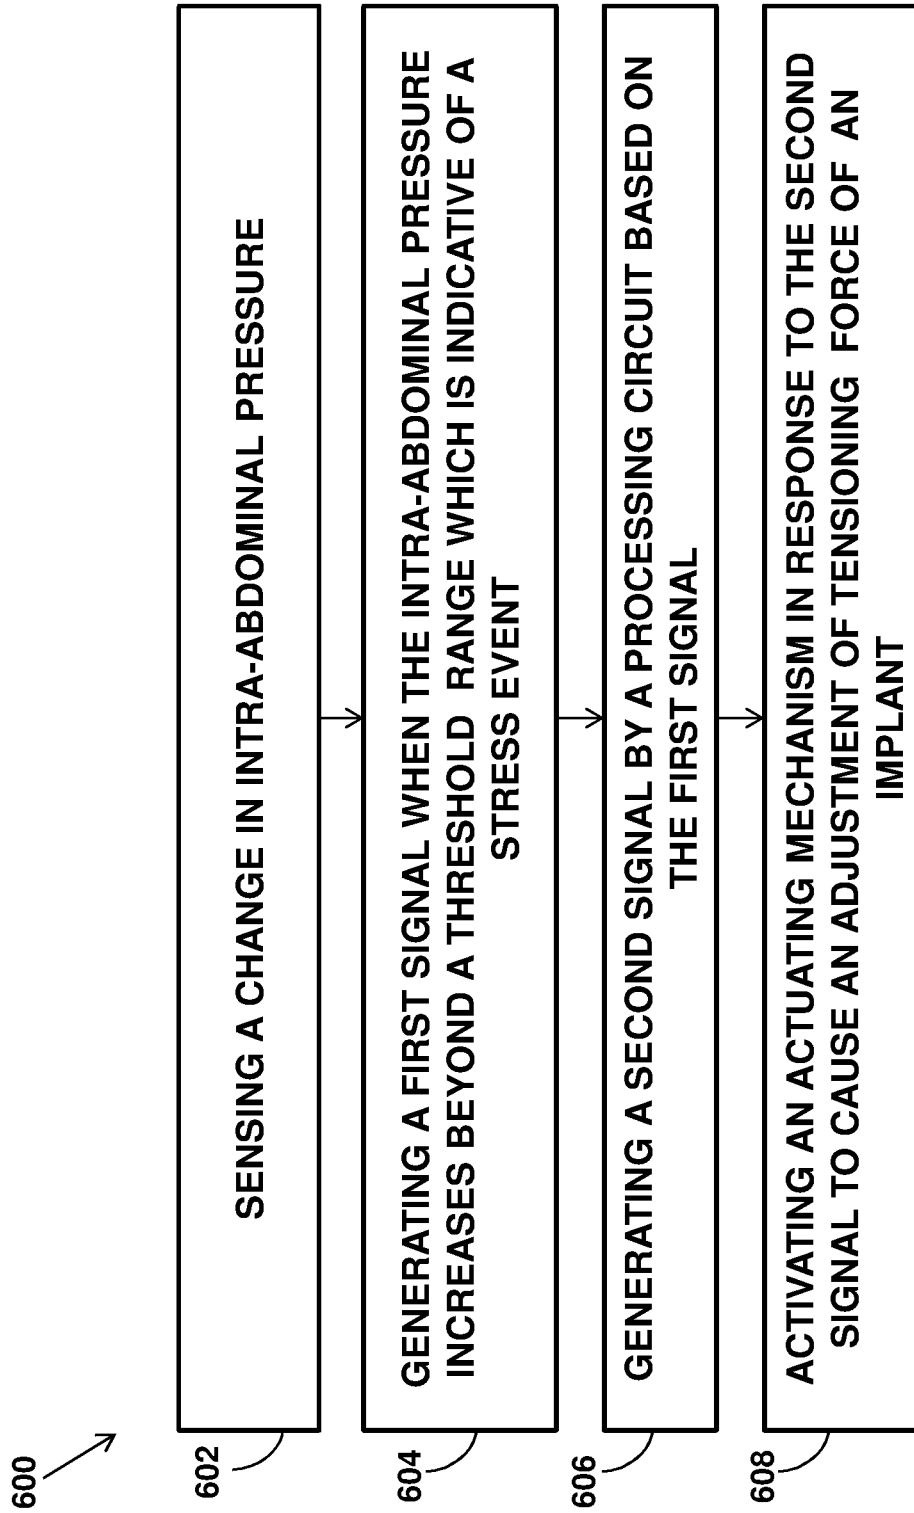 600
602
SENSING A CHANGE IN INTRA-ABDOMINAL PRESSURE
604
GENERATING A FIRST SIGNAL WHEN THE INTRA-ABDOMINAL PRESSURE
INCREASES BEYOND A THRESHOLD RANGE WHICH IS INDICATIVE OF A
STRESS EVENT
606
GENERATING A SECOND SIGNAL BY A PROCESSING CIRCUIT BASED ON
THE FIRST SIGNAL
608
ACTIVATING AN ACTUATING MECHANISM IN RESPONSE TO THE SECOND
SIGNAL TO CAUSE AN ADJUSTMENT OF TENSIONING FORCE OF AN
IMPLANT